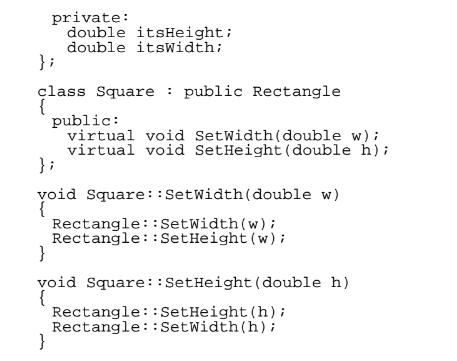 private:
double itsHeight;
double itsWidth;
};
class Square : public Rectangle
{
public:
virtual void SetWidth(double w);
virtual void SetHeight(double h);
};
void Square::SetWidth(double w)
{
Rectangle::SetWidth(w);
Rectangle::SetHeight(w);
}
void Square::SetHeight(double h)
{
Rectangle::SetHeight(h);
Rectangle::SetWidth(h);
}